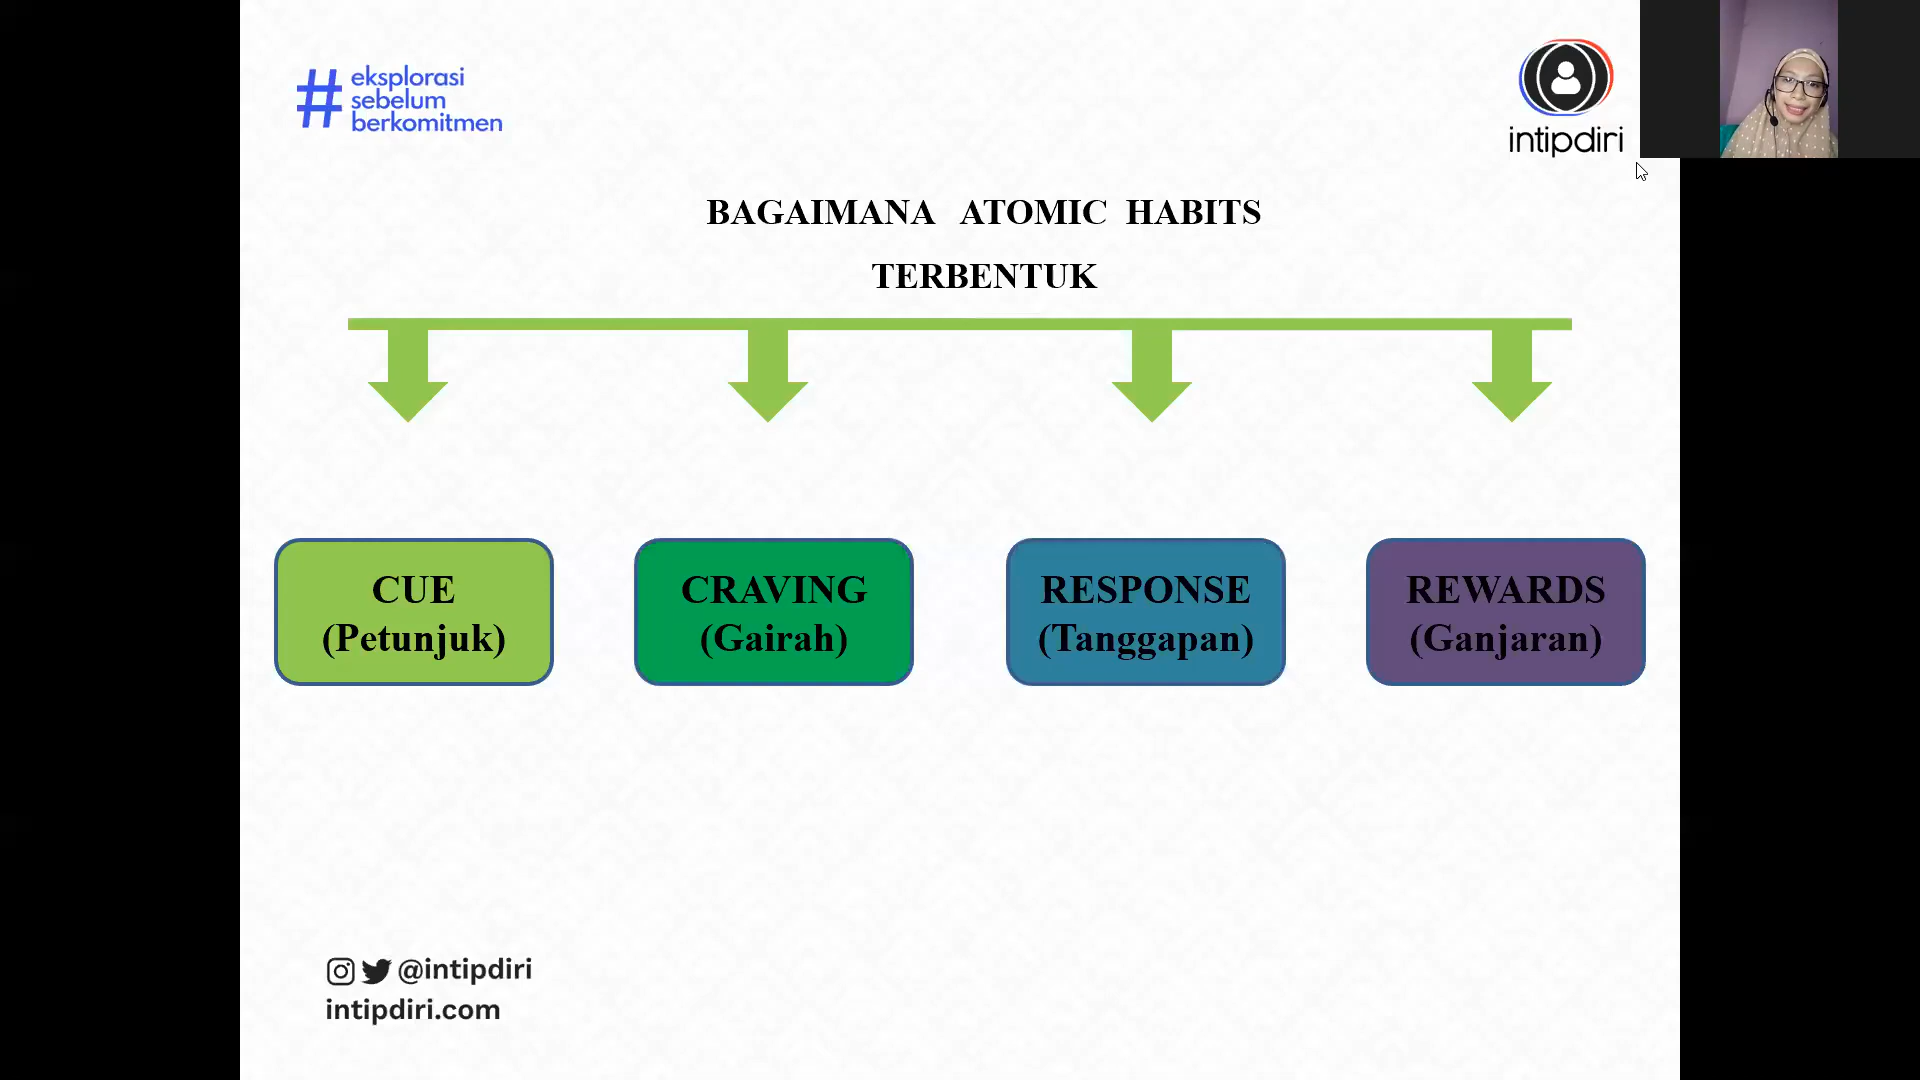 # eksplorasi
sebelum
berkomitmen
intipdiri
BAGAIMANA ATOMIC HABITS
TERBENTUK
CUE
(Petunjuk)
CRAVING
(Gairah)
RESPONSE
(Tanggapan)
REWARDS
(Ganjaran)
@intipdiri
intipdiri.com